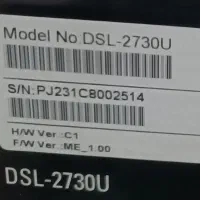 Model No:DSL-2730U
S/N:PJ231C8002514
H/W Ver.:C1
F/W Ver.:ME_1.00
DSL-2730U